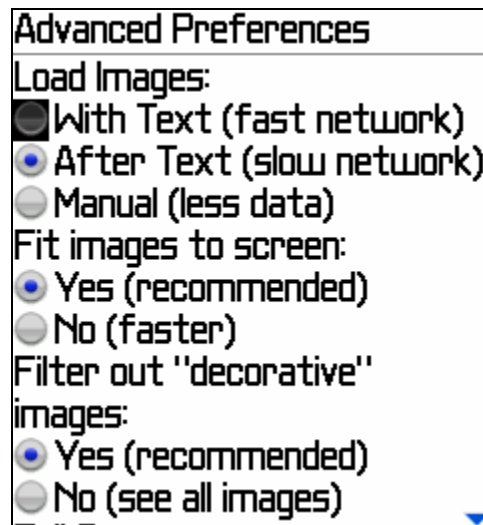 Advanced Preferences
Load Images:
With Text (fast network)
After Text (slow network)
Manual (less data)
Fit images to screen:
Yes (recommended)
No (faster)
Filter out "decorative"
images:
Yes (recommended)
No (see all images)